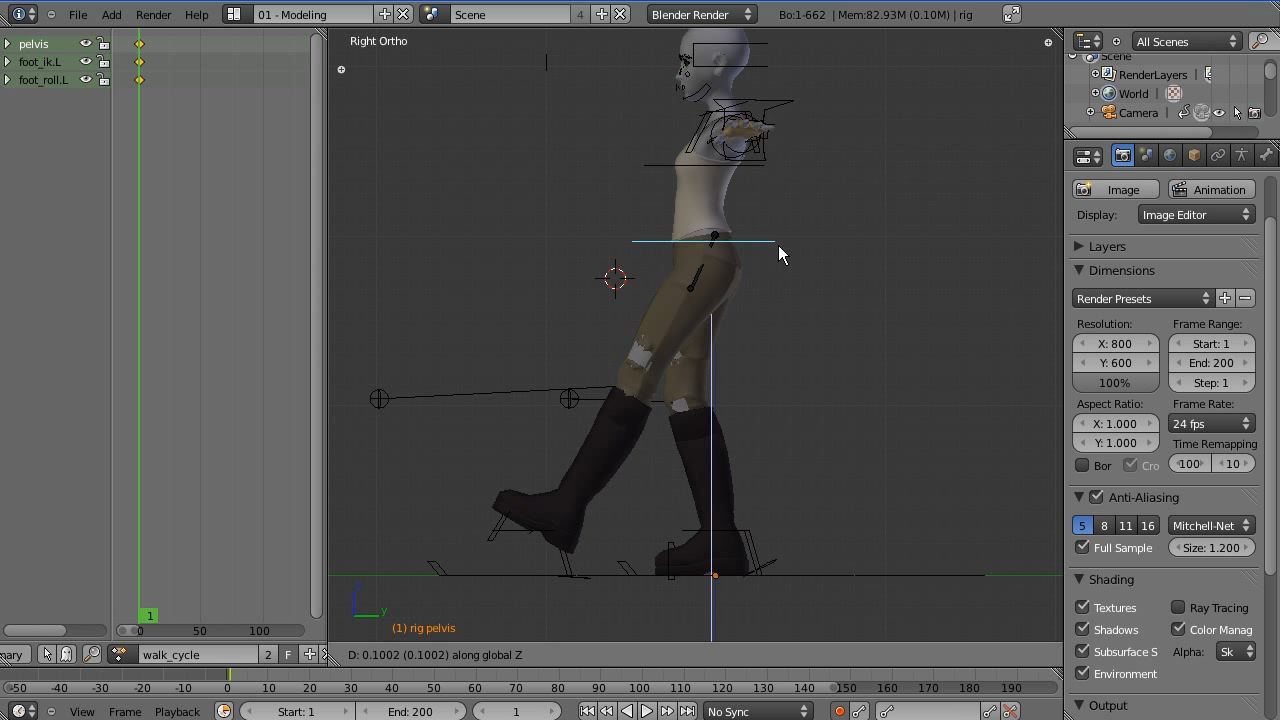 File Add Render Help 01 - Modeling Scene 4 Blender Render Bo:1-662 | Mem:82.93M (0.10M) | rig
pelvis
foot_ik.L
foot_roll.L
Right Ortho
All Scenes
Scene
RenderLayers
World
Camera
Image Animation
Display: Image Editor
Layers
Dimensions
Render Presets
Resolution: Frame Range:
X: 800 Start: 1
Y: 600 End: 200
100% Step: 1
Aspect Ratio: Frame Rate:
X: 1.000 24 fps
Y: 1.000 Time Remapping
Bor Cro 100 10
Anti-Aliasing
5 8 11 16 Mitchell-Net
Full Sample Size: 1.200
Shading
Textures Ray Tracing
Shadows Color Manag
Subsurface S Alpha: Sk
Environment
Output
1
0 50 100
z
y
(1) rig pelvis
mary walk_cycle 2 F
D: 0.1002 (0.1002) along global Z
-50 -40 -30 -20 -10 0 10 20 30 40 50 60 70 80 90 100 110 120 130 140 150 160 170 180 190
View Frame Playback Start: 1 End: 200 1 No Sync